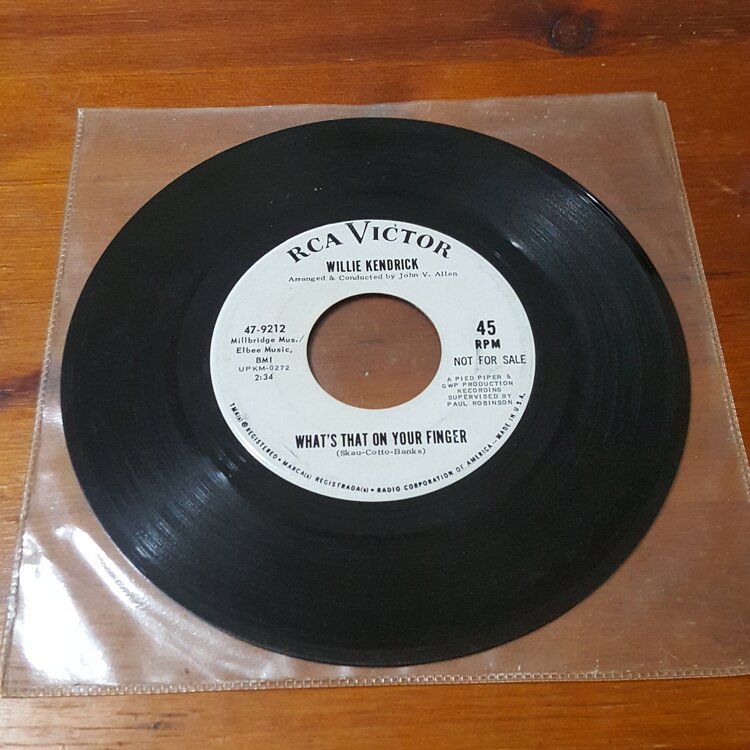 RCA VICTOR
WILLIE KENDRICK
Arranged & Conducted by John V. Allen
47-9212
Millbridge Mus./
Elbee Music,
BMI
UPKM-0272
2:34
45
RPM
NOT FOR SALE
A PIED PIPER &
GWP PRODUCTION
RECORDING
SUPERVISED BY
PAUL ROBINSON
WHAT'S THAT ON YOUR FINGER
(Skau-Cotto-Banks)
TMK(s) ® REGISTERED • MARCA(s) REGISTRADA(s) • RADIO CORPORATION OF AMERICA—MADE IN U.S.A.